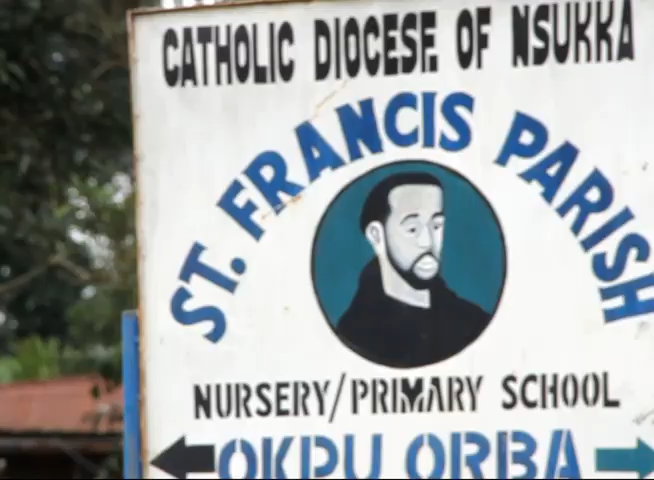 CATHOLIC DIOCESE OF NSUKKA
ST. FRANCIS PARISH
NURSERY/PRIMARY SCHOOL
OKPU ORBA